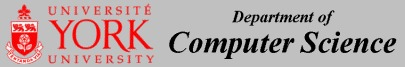 UNIVERSITÉ
YORK
UNIVERSITY
Department of
Computer Science